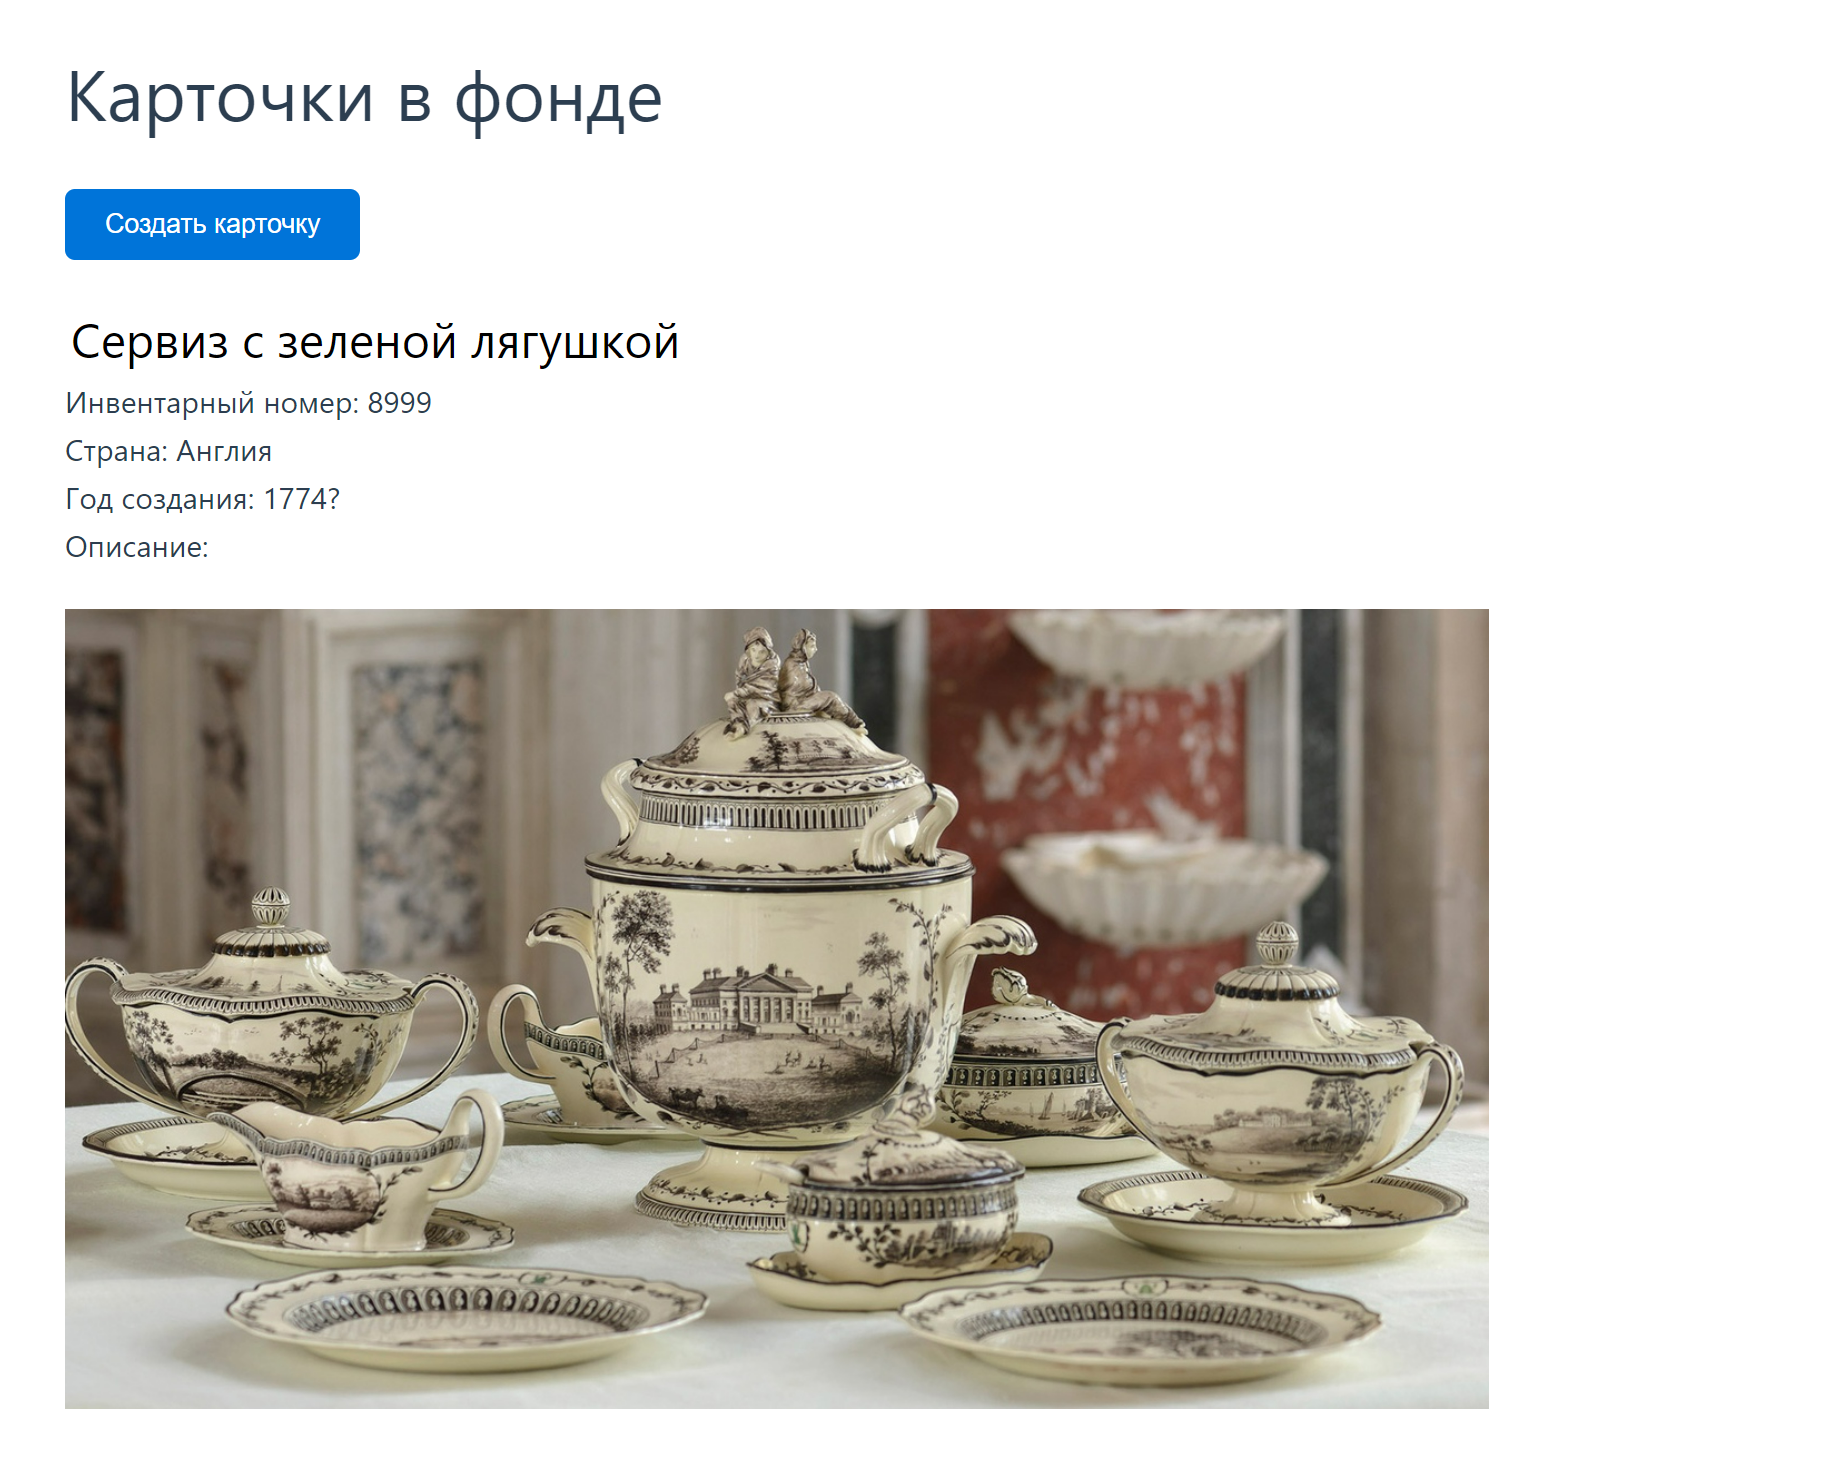 Карточки в фонде
Создать карточку
Сервиз с зеленой лягушкой
Инвентарный номер: 8999
Страна: Англия
Год создания: 1774?
Описание: